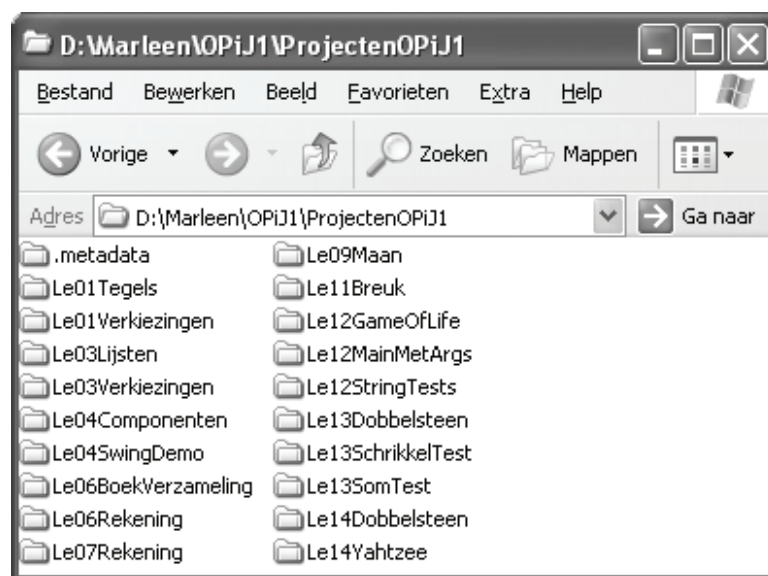 D:\Marleen\OPiJ1\ProjectenOPiJ1
Bestand Bewerken Beeld Favorieten Extra Help
Vorige Zoeken Mappen
Adres D:\Marleen\OPiJ1\ProjectenOPiJ1 Ga naar
.metadata
Le01Tegels
Le01Verkiezingen
Le03Lijsten
Le03Verkiezingen
Le04Componenten
Le04SwingDemo
Le06BoekVerzameling
Le06Rekening
Le07Rekening
Le09Maan
Le11Breuk
Le12GameOfLife
Le12MainMetArgs
Le12StringTests
Le13Dobbelsteen
Le13SchrikkelTest
Le13SomTest
Le14Dobbelsteen
Le14Yahtzee